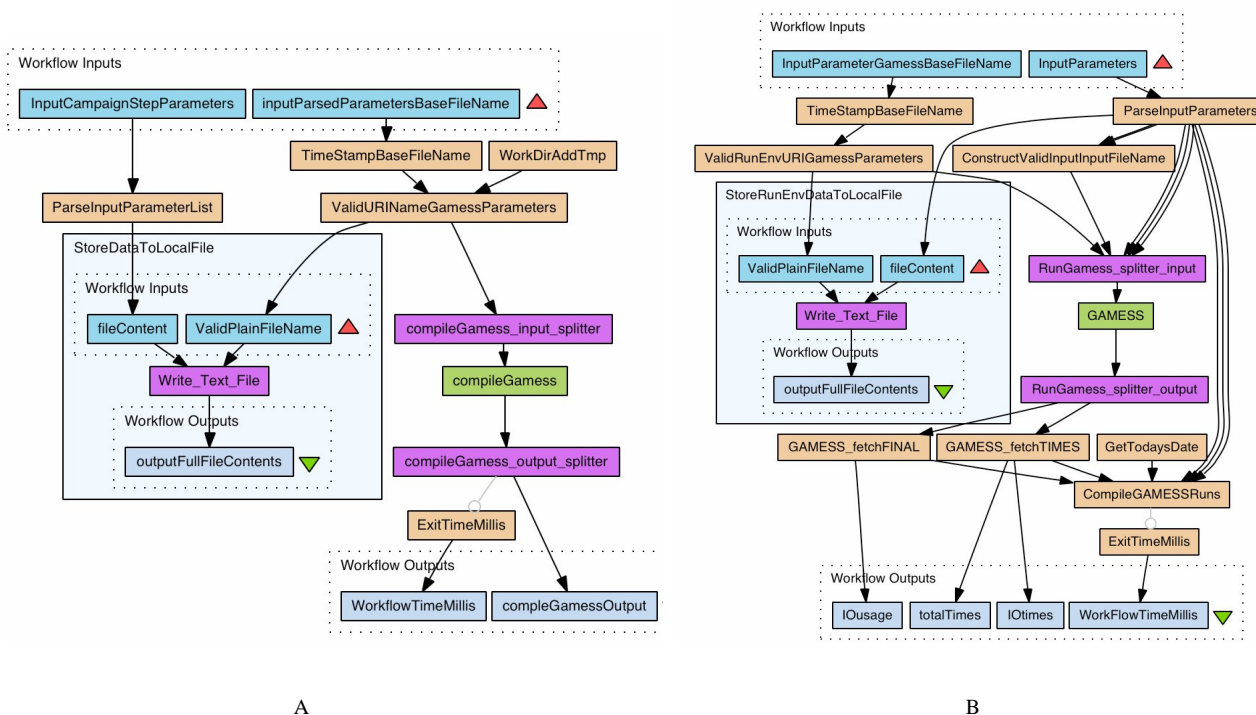 Workflow Inputs
InputCampaignStepParameters
inputParsedParametersBaseFileName
TimeStampBaseFileName
WorkDirAddTmp
ParseInputParameterList
ValidURINameGamessParameters
StoreDataToLocalFile
Workflow Inputs
fileContent
ValidPlainFileName
compileGamess_input_splitter
Write_Text_File
compileGamess
Workflow Outputs
outputFullFileContents
compileGamess_output_splitter
ExitTimeMillis
Workflow Outputs
WorkflowTimeMillis
compleGamessOutput
A
Workflow Inputs
InputParameterGamessBaseFileName
InputParameters
TimeStampBaseFileName
ParseInputParameters
ValidRunEnvURIGamessParameters
ConstructValidInputInputFileName
StoreRunEnvDataToLocalFile
Workflow Inputs
ValidPlainFileName
fileContent
RunGamess_splitter_input
Write_Text_File
GAMESS
Workflow Outputs
outputFullFileContents
RunGamess_splitter_output
GAMESS_fetchFINAL
GAMESS_fetchTIMES
GetTodaysDate
CompileGAMESSRuns
ExitTimeMillis
Workflow Outputs
IOusage
totalTimes
IOtimes
WorkFlowTimeMillis
B